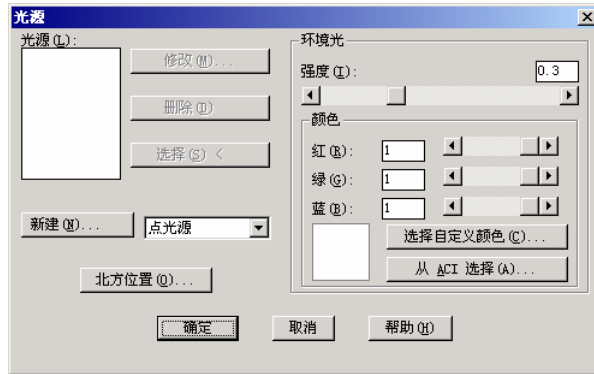 光源
光源(L):
修改(M)...
删除(D)
选择(S) <
新建(N)...
点光源
北方位置(O)...
环境光
强度(I):
0.3
颜色
红(R):
1
绿(G):
1
蓝(B):
1
选择自定义颜色(C)...
从 ACI 选择(A)...
确定
取消
帮助(H)